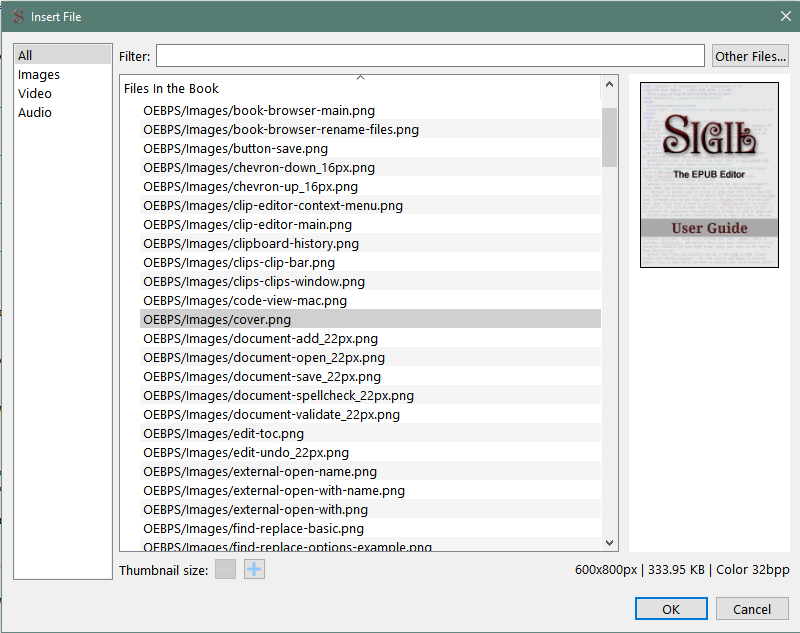 Insert File
All
Images
Video
Audio
Filter:
Other Files...
Files In the Book
OEBPS/Images/book-browser-main.png
OEBPS/Images/book-browser-rename-files.png
OEBPS/Images/button-save.png
OEBPS/Images/chevron-down_16px.png
OEBPS/Images/chevron-up_16px.png
OEBPS/Images/clip-editor-context-menu.png
OEBPS/Images/clip-editor-main.png
OEBPS/Images/clipboard-history.png
OEBPS/Images/clips-clip-bar.png
OEBPS/Images/clips-clips-window.png
OEBPS/Images/code-view-mac.png
OEBPS/Images/cover.png
OEBPS/Images/document-add_22px.png
OEBPS/Images/document-open_22px.png
OEBPS/Images/document-save_22px.png
OEBPS/Images/document-spellcheck_22px.png
OEBPS/Images/document-validate_22px.png
OEBPS/Images/edit-toc.png
OEBPS/Images/edit-undo_22px.png
OEBPS/Images/external-open-name.png
OEBPS/Images/external-open-with-name.png
OEBPS/Images/external-open-with.png
OEBPS/Images/find-replace-basic.png
OEBPS/Images/find-replace-options-example.png
SIGIL
The EPUB Editor
User Guide
Thumbnail size:
600x800px | 333.95 KB | Color 32bpp
OK
Cancel